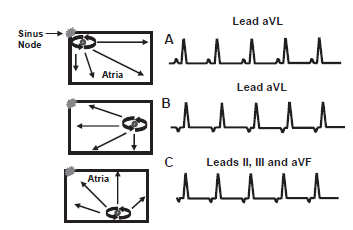 Sinus
Node
Atria
A
Lead aVL
B
Lead aVL
Atria
C
Leads II, III and aVF